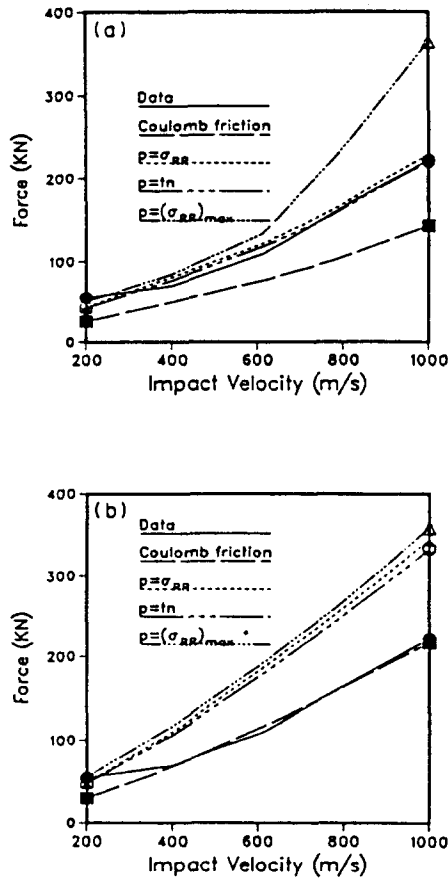 (a)
400
300
200
100
0
Force (KN)
Data
Coulomb friction
p=σRR
p=tn
p=(σRR)max
200 400 600 800 1000
Impact Velocity (m/s)
(b)
400
300
200
100
0
Force (KN)
Data
Coulomb friction
p=σRR
p=tn
p=(σRR)max
200 400 600 800 1000
Impact Velocity (m/s)